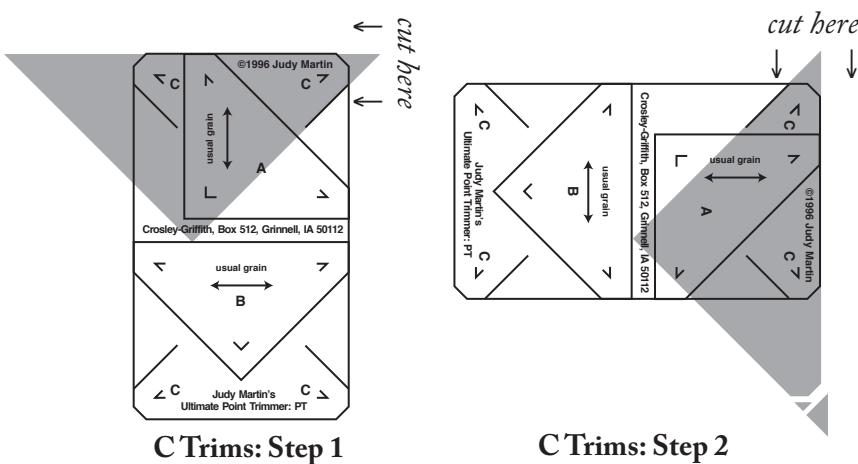 cut here
©1996 Judy Martin
C
C
usual grain
A
Crosley-Griffith, Box 512, Grinnell, IA 50112
usual grain
B
C
C
Judy Martin's
Ultimate Point Trimmer: PT
C Trims: Step 1
cut here
C
C
Judy Martin's
Ultimate Point Trimmer: PT
B
usual grain
Crosley-Griffith, Box 512, Grinnell, IA 50112
usual grain
A
©1996 Judy Martin
C
C
C Trims: Step 2